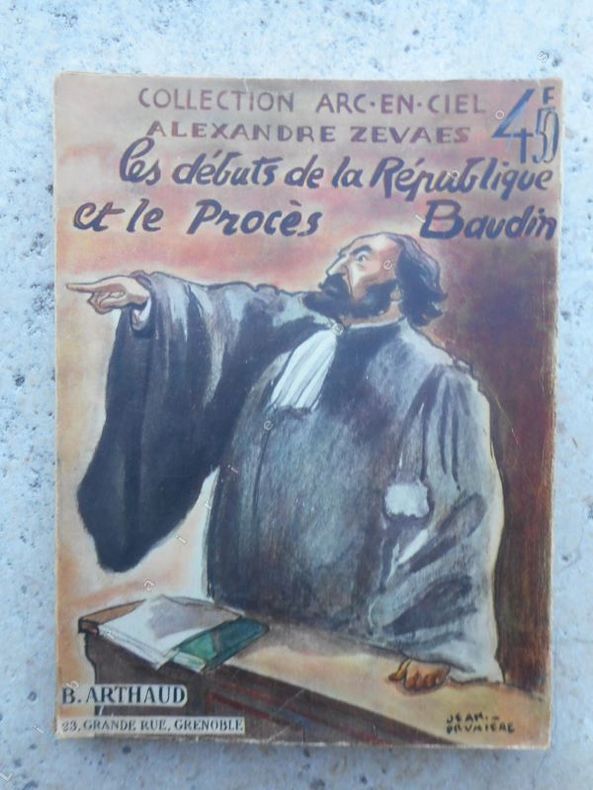 COLLECTION ARC-EN-CIEL
4F50
ALEXANDRE ZEVAES
les débuts de la République
et le Procès Baudin
B. ARTHAUD
23, GRANDE RUE, GRENOBLE
JEAN-
DRUMIÈRE